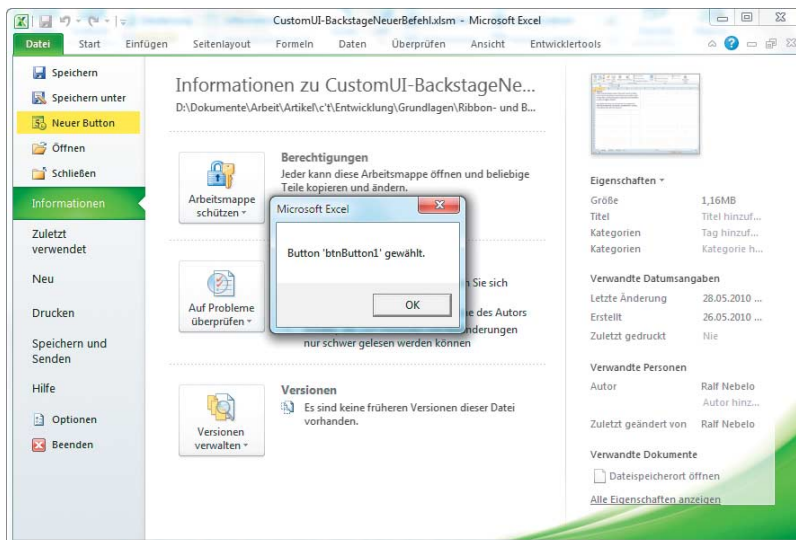 CustomUI-BackstageNeuerBefehl.xlsm - Microsoft Excel
Datei Start Einfügen Seitenlayout Formeln Daten Überprüfen Ansicht Entwicklertools
Speichern
Speichern unter
Neuer Button
Öffnen
Schließen
Informationen
Zuletzt
verwendet
Neu
Drucken
Speichern und
Senden
Hilfe
Optionen
Beenden
Informationen zu CustomUI-BackstageNe...
D:\Dokumente\Arbeit\Artikel\c't\Entwicklung\Grundlagen\Ribbon- und B...
Arbeitsmappe
schützen
Berechtigungen
Jeder kann diese Arbeitsmappe öffnen und beliebige
Teile kopieren und ändern.
Microsoft Excel
Button 'btnButton1' gewählt.
OK
Auf Probleme
überprüfen
Sie sich
des Autors
nur schwer gelesen werden können
Versionen
verwalten
Versionen
Es sind keine früheren Versionen dieser Datei
vorhanden.
Eigenschaften
Größe 1,16MB
Titel Titel hinzuf...
Kategorien Tag hinzuf...
Kategorien Kategorie h...
Verwandte Datumsangaben
Letzte Änderung 28.05.2010 ...
Erstellt 26.05.2010 ...
Zuletzt gedruckt Nie
Verwandte Personen
Autor Ralf Nebelo
Autor hinz...
Zuletzt geändert von Ralf Nebelo
Verwandte Dokumente
Dateispeicherort öffnen
Alle Eigenschaften anzeigen